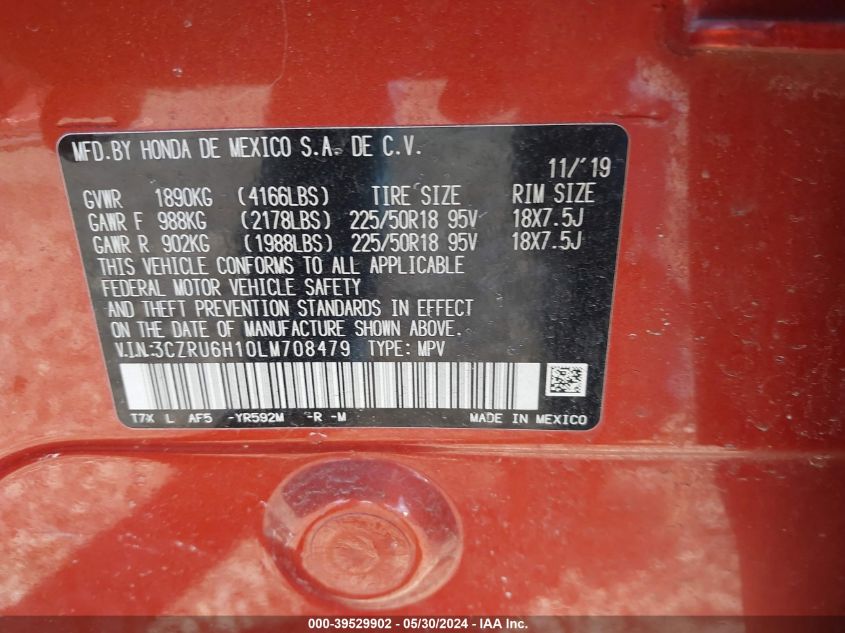 MFD.BY HONDA DE MEXICO S.A. DE C.V.
11/'19
GVWR 1890KG (4166LBS) TIRE SIZE RIM SIZE
GAWR F 988KG (2178LBS) 225/50R18 95V 18X7.5J
GAWR R 902KG (1988LBS) 225/50R18 95V 18X7.5J
THIS VEHICLE CONFORMS TO ALL APPLICABLE
FEDERAL MOTOR VEHICLE SAFETY
AND THEFT PREVENTION STANDARDS IN EFFECT
ON THE DATE OF MANUFACTURE SHOWN ABOVE.
V.I.N:3CZRU6H10LM708479 TYPE: MPV
T7X L AF5 -YR592M -R -M MADE IN MEXICO
000-39529902 - 05/30/2024 - IAA Inc.